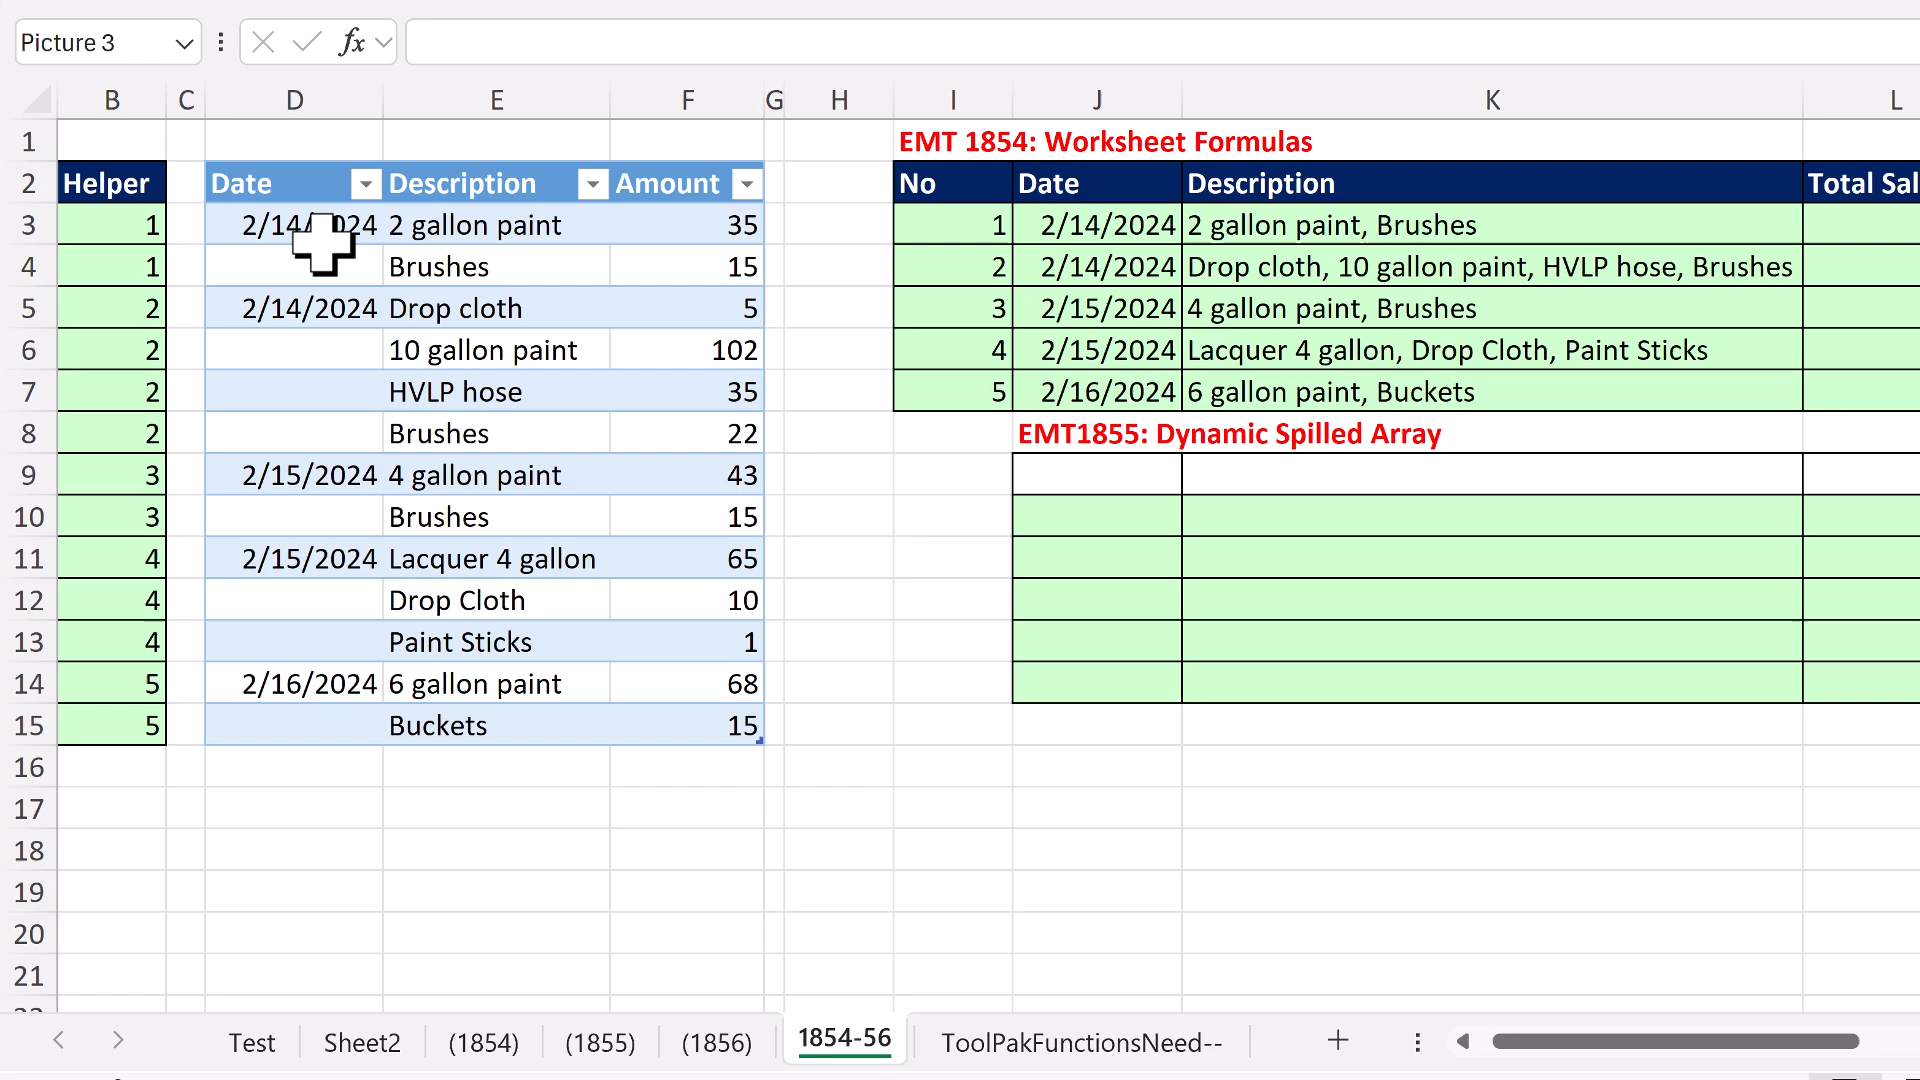 Picture 3 fx
B C D E F G H I J K L
1 EMT 1854: Worksheet Formulas
2 Helper Date Description Amount No Date Description Total Sal
3 1 2/14/2024 2 gallon paint 35 1 2/14/2024 2 gallon paint, Brushes
4 1 Brushes 15 2 2/14/2024 Drop cloth, 10 gallon paint, HVLP hose, Brushes
5 2 2/14/2024 Drop cloth 5 3 2/15/2024 4 gallon paint, Brushes
6 2 10 gallon paint 102 4 2/15/2024 Lacquer 4 gallon, Drop Cloth, Paint Sticks
7 2 HVLP hose 35 5 2/16/2024 6 gallon paint, Buckets
8 2 Brushes 22 EMT1855: Dynamic Spilled Array
9 3 2/15/2024 4 gallon paint 43
10 3 Brushes 15
11 4 2/15/2024 Lacquer 4 gallon 65
12 4 Drop Cloth 10
13 4 Paint Sticks 1
14 5 2/16/2024 6 gallon paint 68
15 5 Buckets 15
16
17
18
19
20
21
Test Sheet2 (1854) (1855) (1856) 1854-56 ToolPakFunctionsNeed--